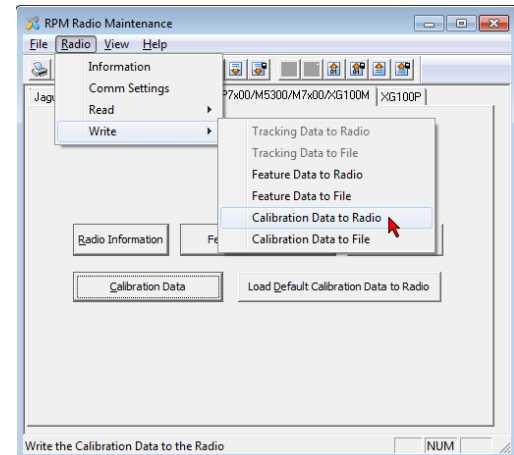 RPM Radio Maintenance
File Radio View Help
Information
Comm Settings
Read
Write
Jagu
P7x00/M5300/M7x00/XG100M
XG100P
Tracking Data to Radio
Tracking Data to File
Feature Data to Radio
Feature Data to File
Calibration Data to Radio
Calibration Data to File
Radio Information
Fe
Calibration Data
Load Default Calibration Data to Radio
Write the Calibration Data to the Radio
NUM